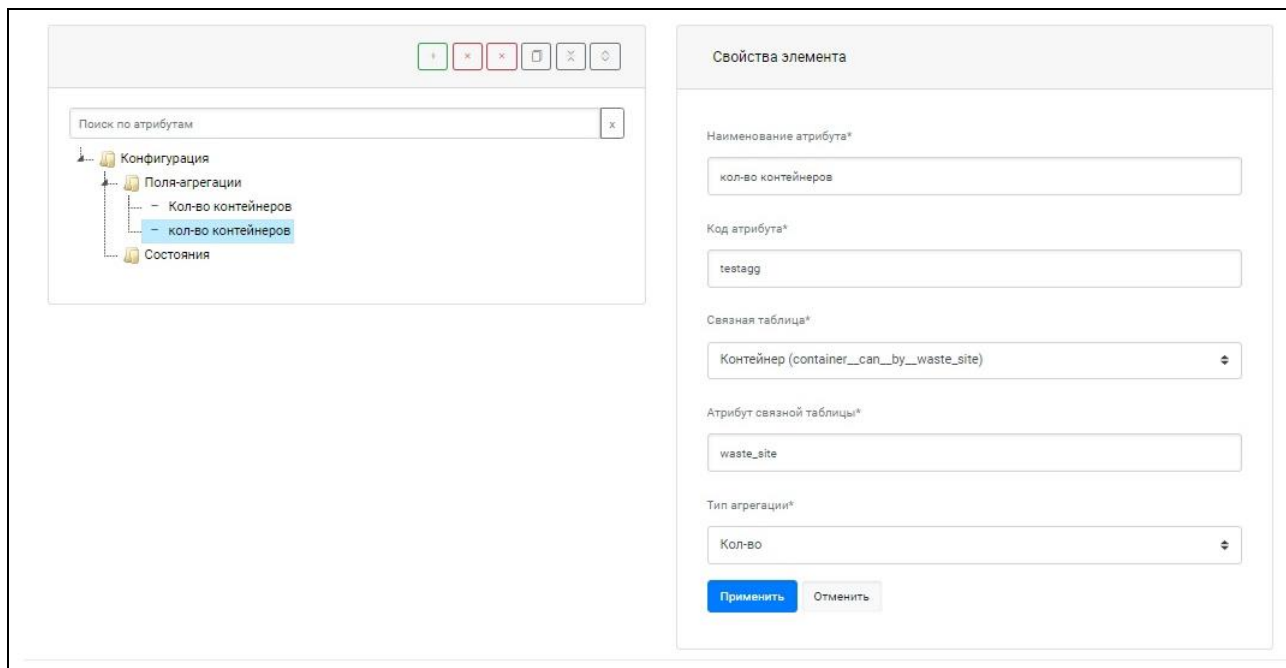 Поиск по атрибутам
x
Конфигурация
Поля-агрегации
Кол-во контейнеров
кол-во контейнеров
Состояния
Свойства элемента
Наименование атрибута*
кол-во контейнеров
Код атрибута*
testagg
Связная таблица*
Контейнер (container__can__by__waste_site)
Атрибут связной таблицы*
waste_site
Тип агрегации*
Кол-во
Применить Отменить